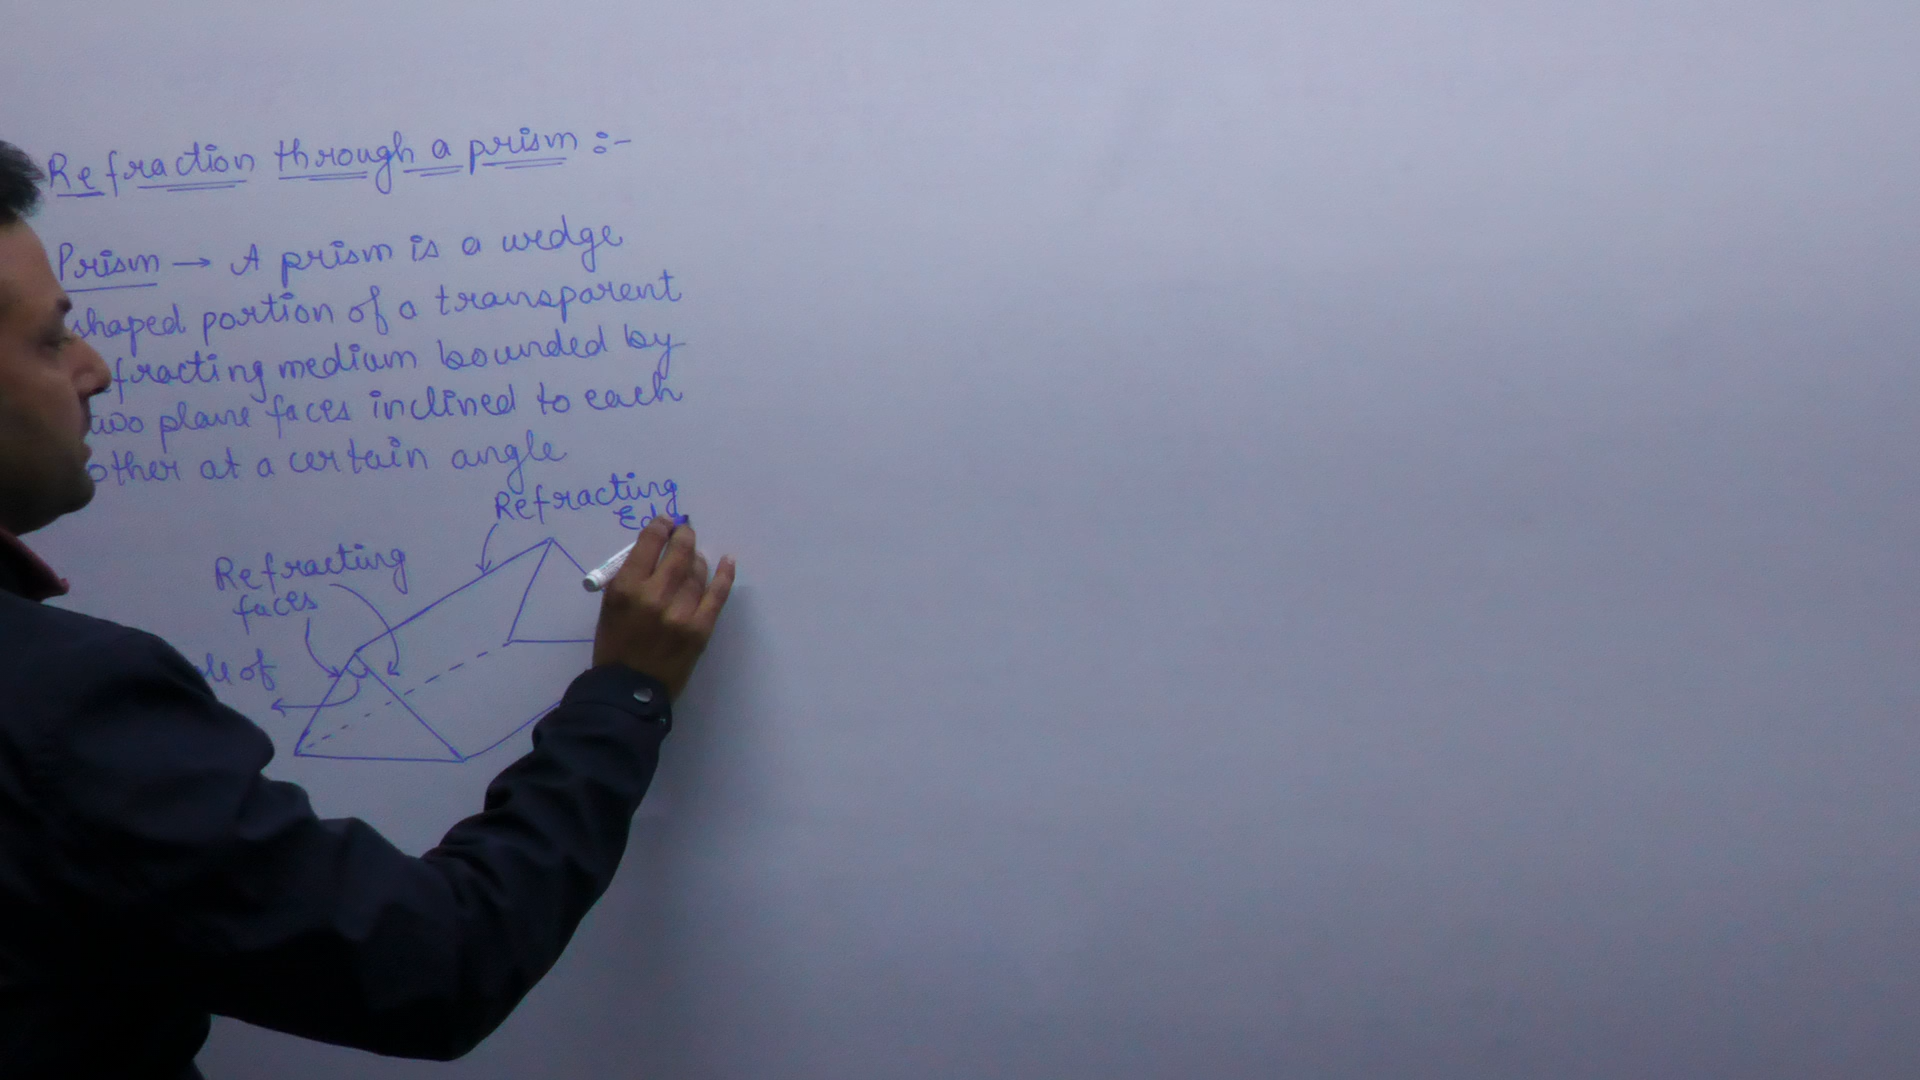 Refraction through a prism :-
Prism → A prism is a wedge
shaped portion of a transparent
fracting medium bounded by
two plane faces inclined to each
other at a certain angle
Refracting
Refracting
faces
of